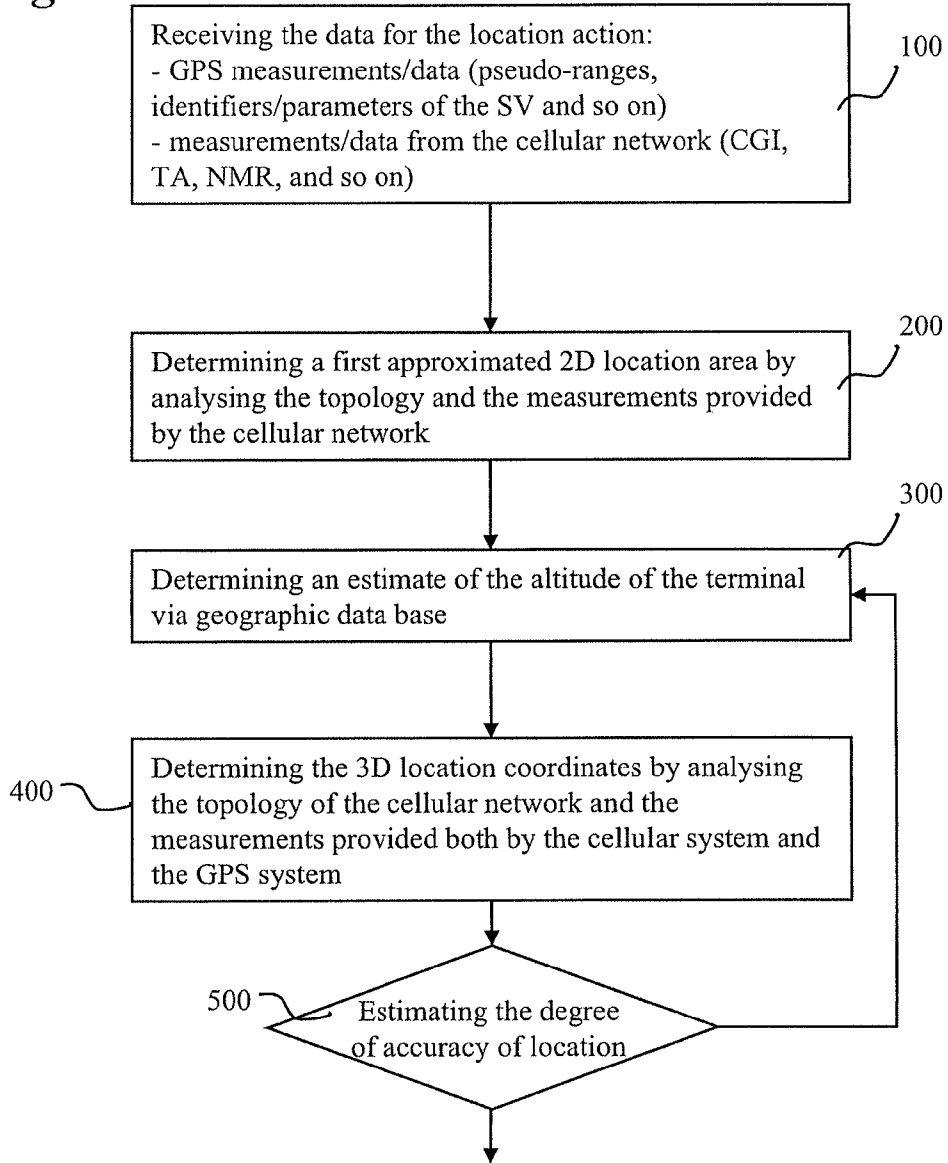 Receiving the data for the location action:
- GPS measurements/data (pseudo-ranges,
identifiers/parameters of the SV and so on)
- measurements/data from the cellular network (CGI,
TA, NMR, and so on)
100
200
Determining a first approximated 2D location area by
analysing the topology and the measurements provided
by the cellular network
300
Determining an estimate of the altitude of the terminal
via geographic data base
400
Determining the 3D location coordinates by analysing
the topology of the cellular network and the
measurements provided both by the cellular system and
the GPS system
500
Estimating the degree
of accuracy of location